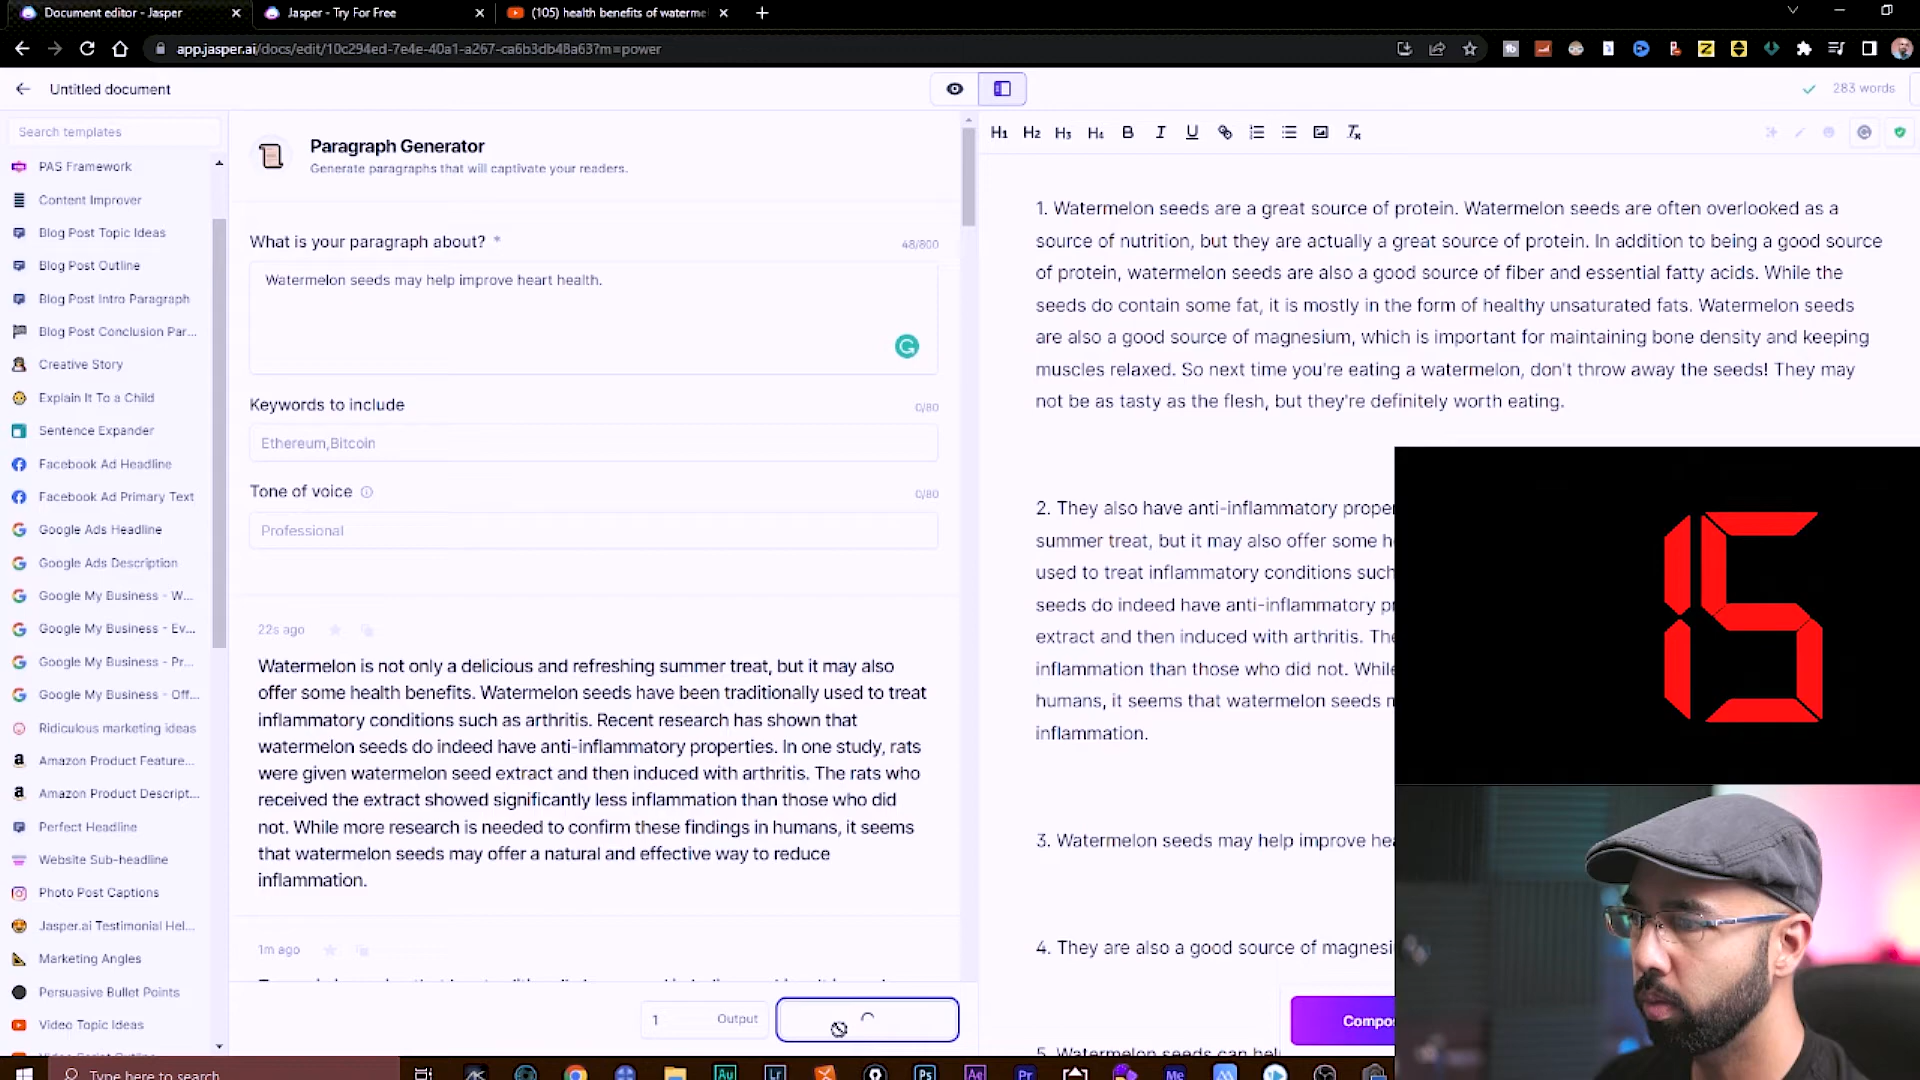 Document editor - Jasper
Jasper - Try For Free
(105) health benefits of waterme
app.jasper.ai/docs/edit/10c294ed-7e4e-40a1-a267-ca6b3db48a63?m=power
Untitled document
283 words
Search templates
PAS Framework
Content Improver
Blog Post Topic Ideas
Blog Post Outline
Blog Post Intro Paragraph
Blog Post Conclusion Par...
Creative Story
Explain It To a Child
Sentence Expander
Facebook Ad Headline
Facebook Ad Primary Text
Google Ads Headline
Google Ads Description
Google My Business - W...
Google My Business - Ev...
Google My Business - Pr...
Google My Business - Off...
Ridiculous marketing ideas
Amazon Product Feature...
Amazon Product Descript...
Perfect Headline
Website Sub-headline
Photo Post Captions
Jasper.ai Testimonial Hel...
Marketing Angles
Persuasive Bullet Points
Video Topic Ideas
Paragraph Generator
Generate paragraphs that will captivate your readers.
What is your paragraph about? *
48/800
Watermelon seeds may help improve heart health.
Keywords to include
0/80
Ethereum,Bitcoin
Tone of voice
0/80
Professional
22s ago
Watermelon is not only a delicious and refreshing summer treat, but it may also
offer some health benefits. Watermelon seeds have been traditionally used to treat
inflammatory conditions such as arthritis. Recent research has shown that
watermelon seeds do indeed have anti-inflammatory properties. In one study, rats
were given watermelon seed extract and then induced with arthritis. The rats who
received the extract showed significantly less inflammation than those who did
not. While more research is needed to confirm these findings in humans, it seems
that watermelon seeds may offer a natural and effective way to reduce
inflammation.
1m ago
1 Output
H1 H2 H3 H4 B I U
1. Watermelon seeds are a great source of protein. Watermelon seeds are often overlooked as a
source of nutrition, but they are actually a great source of protein. In addition to being a good source
of protein, watermelon seeds are also a good source of fiber and essential fatty acids. While the
seeds do contain some fat, it is mostly in the form of healthy unsaturated fats. Watermelon seeds
are also a good source of magnesium, which is important for maintaining bone density and keeping
muscles relaxed. So next time you're eating a watermelon, don't throw away the seeds! They may
not be as tasty as the flesh, but they're definitely worth eating.
2. They also have anti-inflammatory proper
summer treat, but it may also offer some he
used to treat inflammatory conditions such
seeds do indeed have anti-inflammatory pr
extract and then induced with arthritis. The
inflammation than those who did not. While
humans, it seems that watermelon seeds m
inflammation.
3. Watermelon seeds may help improve hea
4. They are also a good source of magnesi
5. Watermelon seeds can hel
Compos
15
Type here to search
Au
Lr
Ps
Ae
Pr
Me